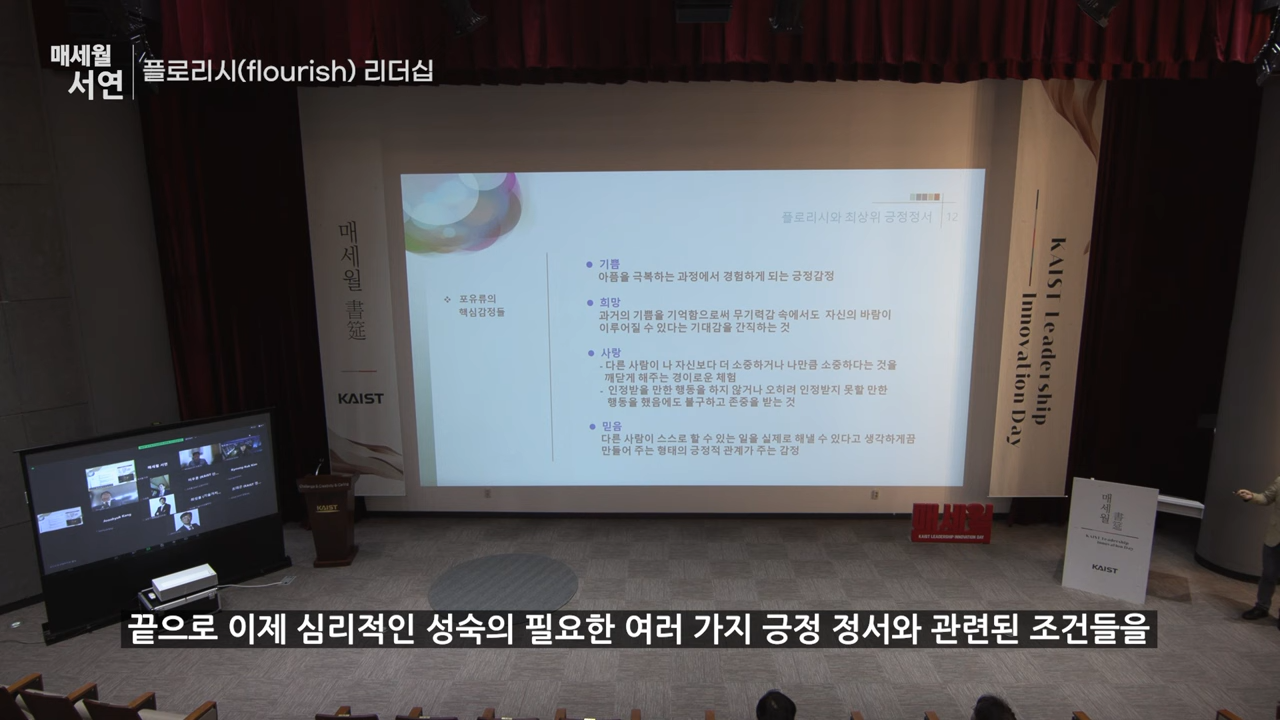 매세월
서연
플로리시(flourish) 리더십
플로리시와 최상위 긍정정서 12
포유류의
핵심감정들
기쁨
아픔을 극복하는 과정에서 경험하게 되는 긍정감정
희망
과거의 기쁨을 기억함으로써 무기력감 속에서도 자신의 바람이
이루어질 수 있다는 기대감을 간직하는 것
사랑
- 다른 사람이 나 자신보다 더 소중하거나 나만큼 소중하다는 것을
깨닫게 해주는 경이로운 체험
- 인정받을 만한 행동을 하지 않거나 오히려 인정받지 못할 만한
행동을 했음에도 불구하고 존중을 받는 것
믿음
다른 사람이 스스로 할 수 있는 일을 실제로 해낼 수 있다고 생각하게끔
만들어 주는 형태의 긍정적 관계가 주는 감정
매세월 書筵
KAIST
KAIST Leadership
Innovation Day
KAIST
매세월
KAIST LEADERSHIP INNOVATION DAY
매세월
書筵
KAIST Leadership
Innovation Day
KAIST
끝으로 이제 심리적인 성숙의 필요한 여러 가지 긍정 정서와 관련된 조건들을